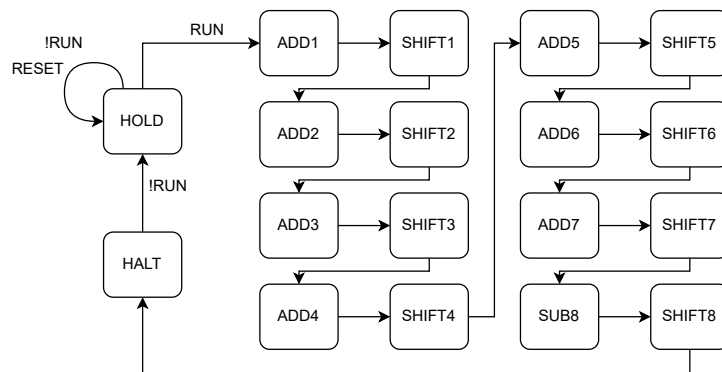 RUN
!RUN
RESET
HOLD
!RUN
HALT
ADD1
SHIFT1
ADD2
SHIFT2
ADD3
SHIFT3
ADD4
SHIFT4
ADD5
SHIFT5
ADD6
SHIFT6
ADD7
SHIFT7
SUB8
SHIFT8